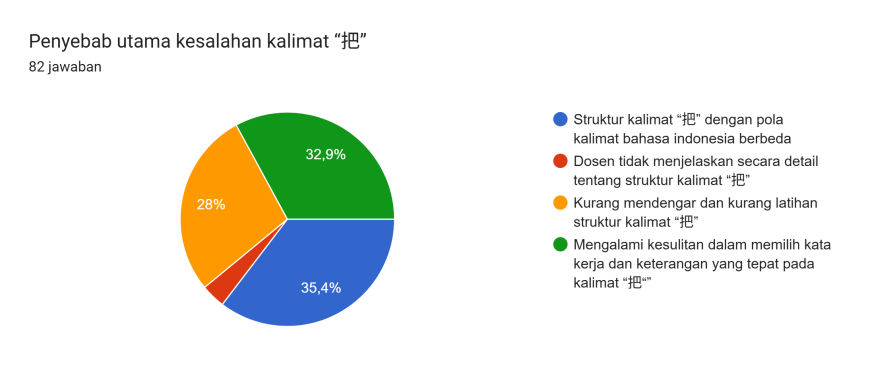 Penyebab utama kesalahan kalimat “把”
82 jawaban
32,9%
28%
35,4%
Struktur kalimat “把” dengan pola
kalimat bahasa indonesia berbeda
Dosen tidak menjelaskan secara detail
tentang struktur kalimat “把”
Kurang mendengar dan kurang latihan
struktur kalimat “把”
Mengalami kesulitan dalam memilih kata
kerja dan keterangan yang tepat pada
kalimat “把“”